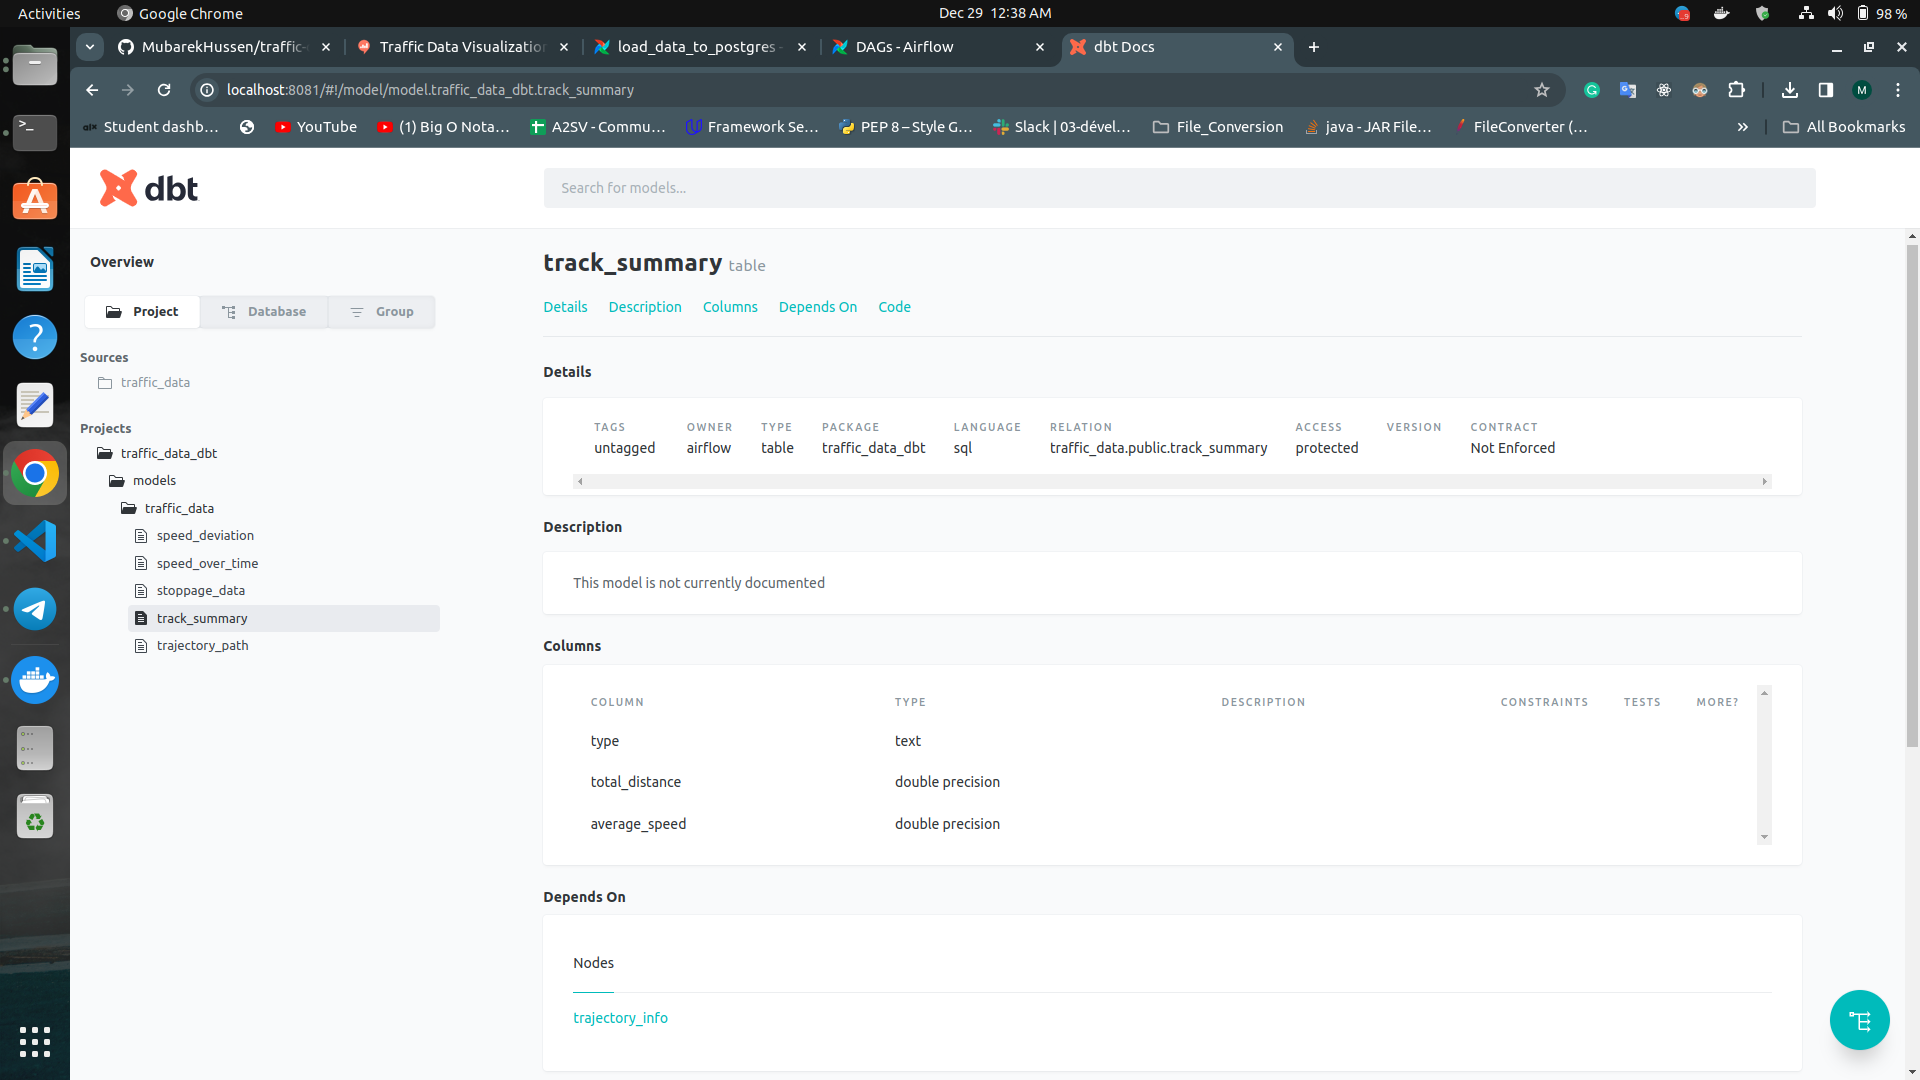 Activities Google Chrome Dec 29 12:38 AM 98 %
MubarekHussen/traffic- Traffic Data Visualization load_data_to_postgres - DAGs - Airflow dbt Docs
localhost:8081/#!/model/model.traffic_data_dbt.track_summary M
Student dashb... YouTube (1) Big O Nota... A2SV - Commu... Framework Se... PEP 8 – Style G... Slack | 03-dével... File_Conversion java - JAR File... FileConverter (... » All Bookmarks
dbt
Search for models...
Overview
Project Database Group
Sources
traffic_data
Projects
traffic_data_dbt
models
traffic_data
speed_deviation
speed_over_time
stoppage_data
track_summary
trajectory_path
track_summary table
Details Description Columns Depends On Code
Details
TAGS OWNER TYPE PACKAGE LANGUAGE RELATION ACCESS VERSION CONTRACT
untagged airflow table traffic_data_dbt sql traffic_data.public.track_summary protected Not Enforced
Description
This model is not currently documented
Columns
COLUMN TYPE DESCRIPTION CONSTRAINTS TESTS MORE?
type text
total_distance double precision
average_speed double precision
Depends On
Nodes
trajectory_info